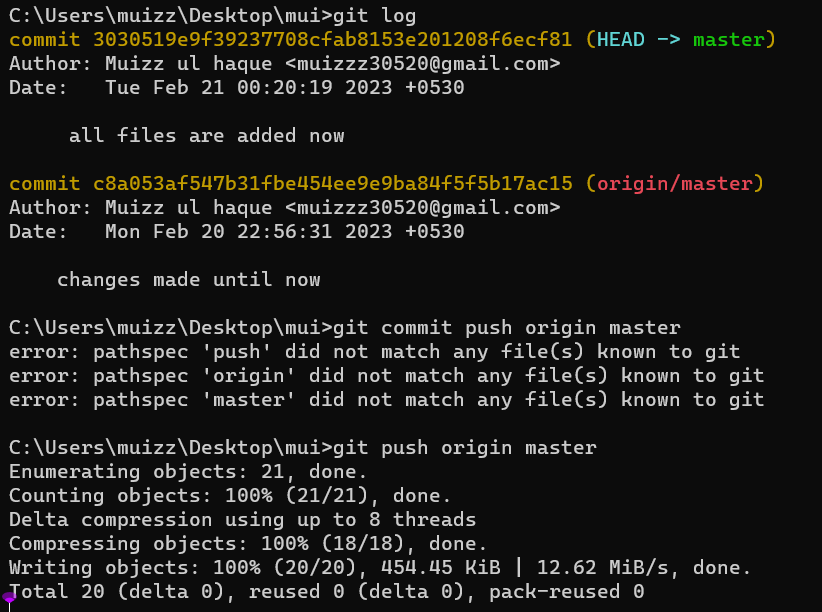 C:\Users\muizz\Desktop\mui>git log
commit 3030519e9f39237708cfab8153e201208f6ecf81 (HEAD -> master)
Author: Muizz ul haque <muizzz30520@gmail.com>
Date:   Tue Feb 21 00:20:19 2023 +0530
     all files are added now
commit c8a053af547b31fbe454ee9e9ba84f5f5b17ac15 (origin/master)
Author: Muizz ul haque <muizzz30520@gmail.com>
Date:   Mon Feb 20 22:56:31 2023 +0530
    changes made until now
C:\Users\muizz\Desktop\mui>git commit push origin master
error: pathspec 'push' did not match any file(s) known to git
error: pathspec 'origin' did not match any file(s) known to git
error: pathspec 'master' did not match any file(s) known to git
C:\Users\muizz\Desktop\mui>git push origin master
Enumerating objects: 21, done.
Counting objects: 100% (21/21), done.
Delta compression using up to 8 threads
Compressing objects: 100% (18/18), done.
Writing objects: 100% (20/20), 454.45 KiB | 12.62 MiB/s, done.
Total 20 (delta 0), reused 0 (delta 0), pack-reused 0